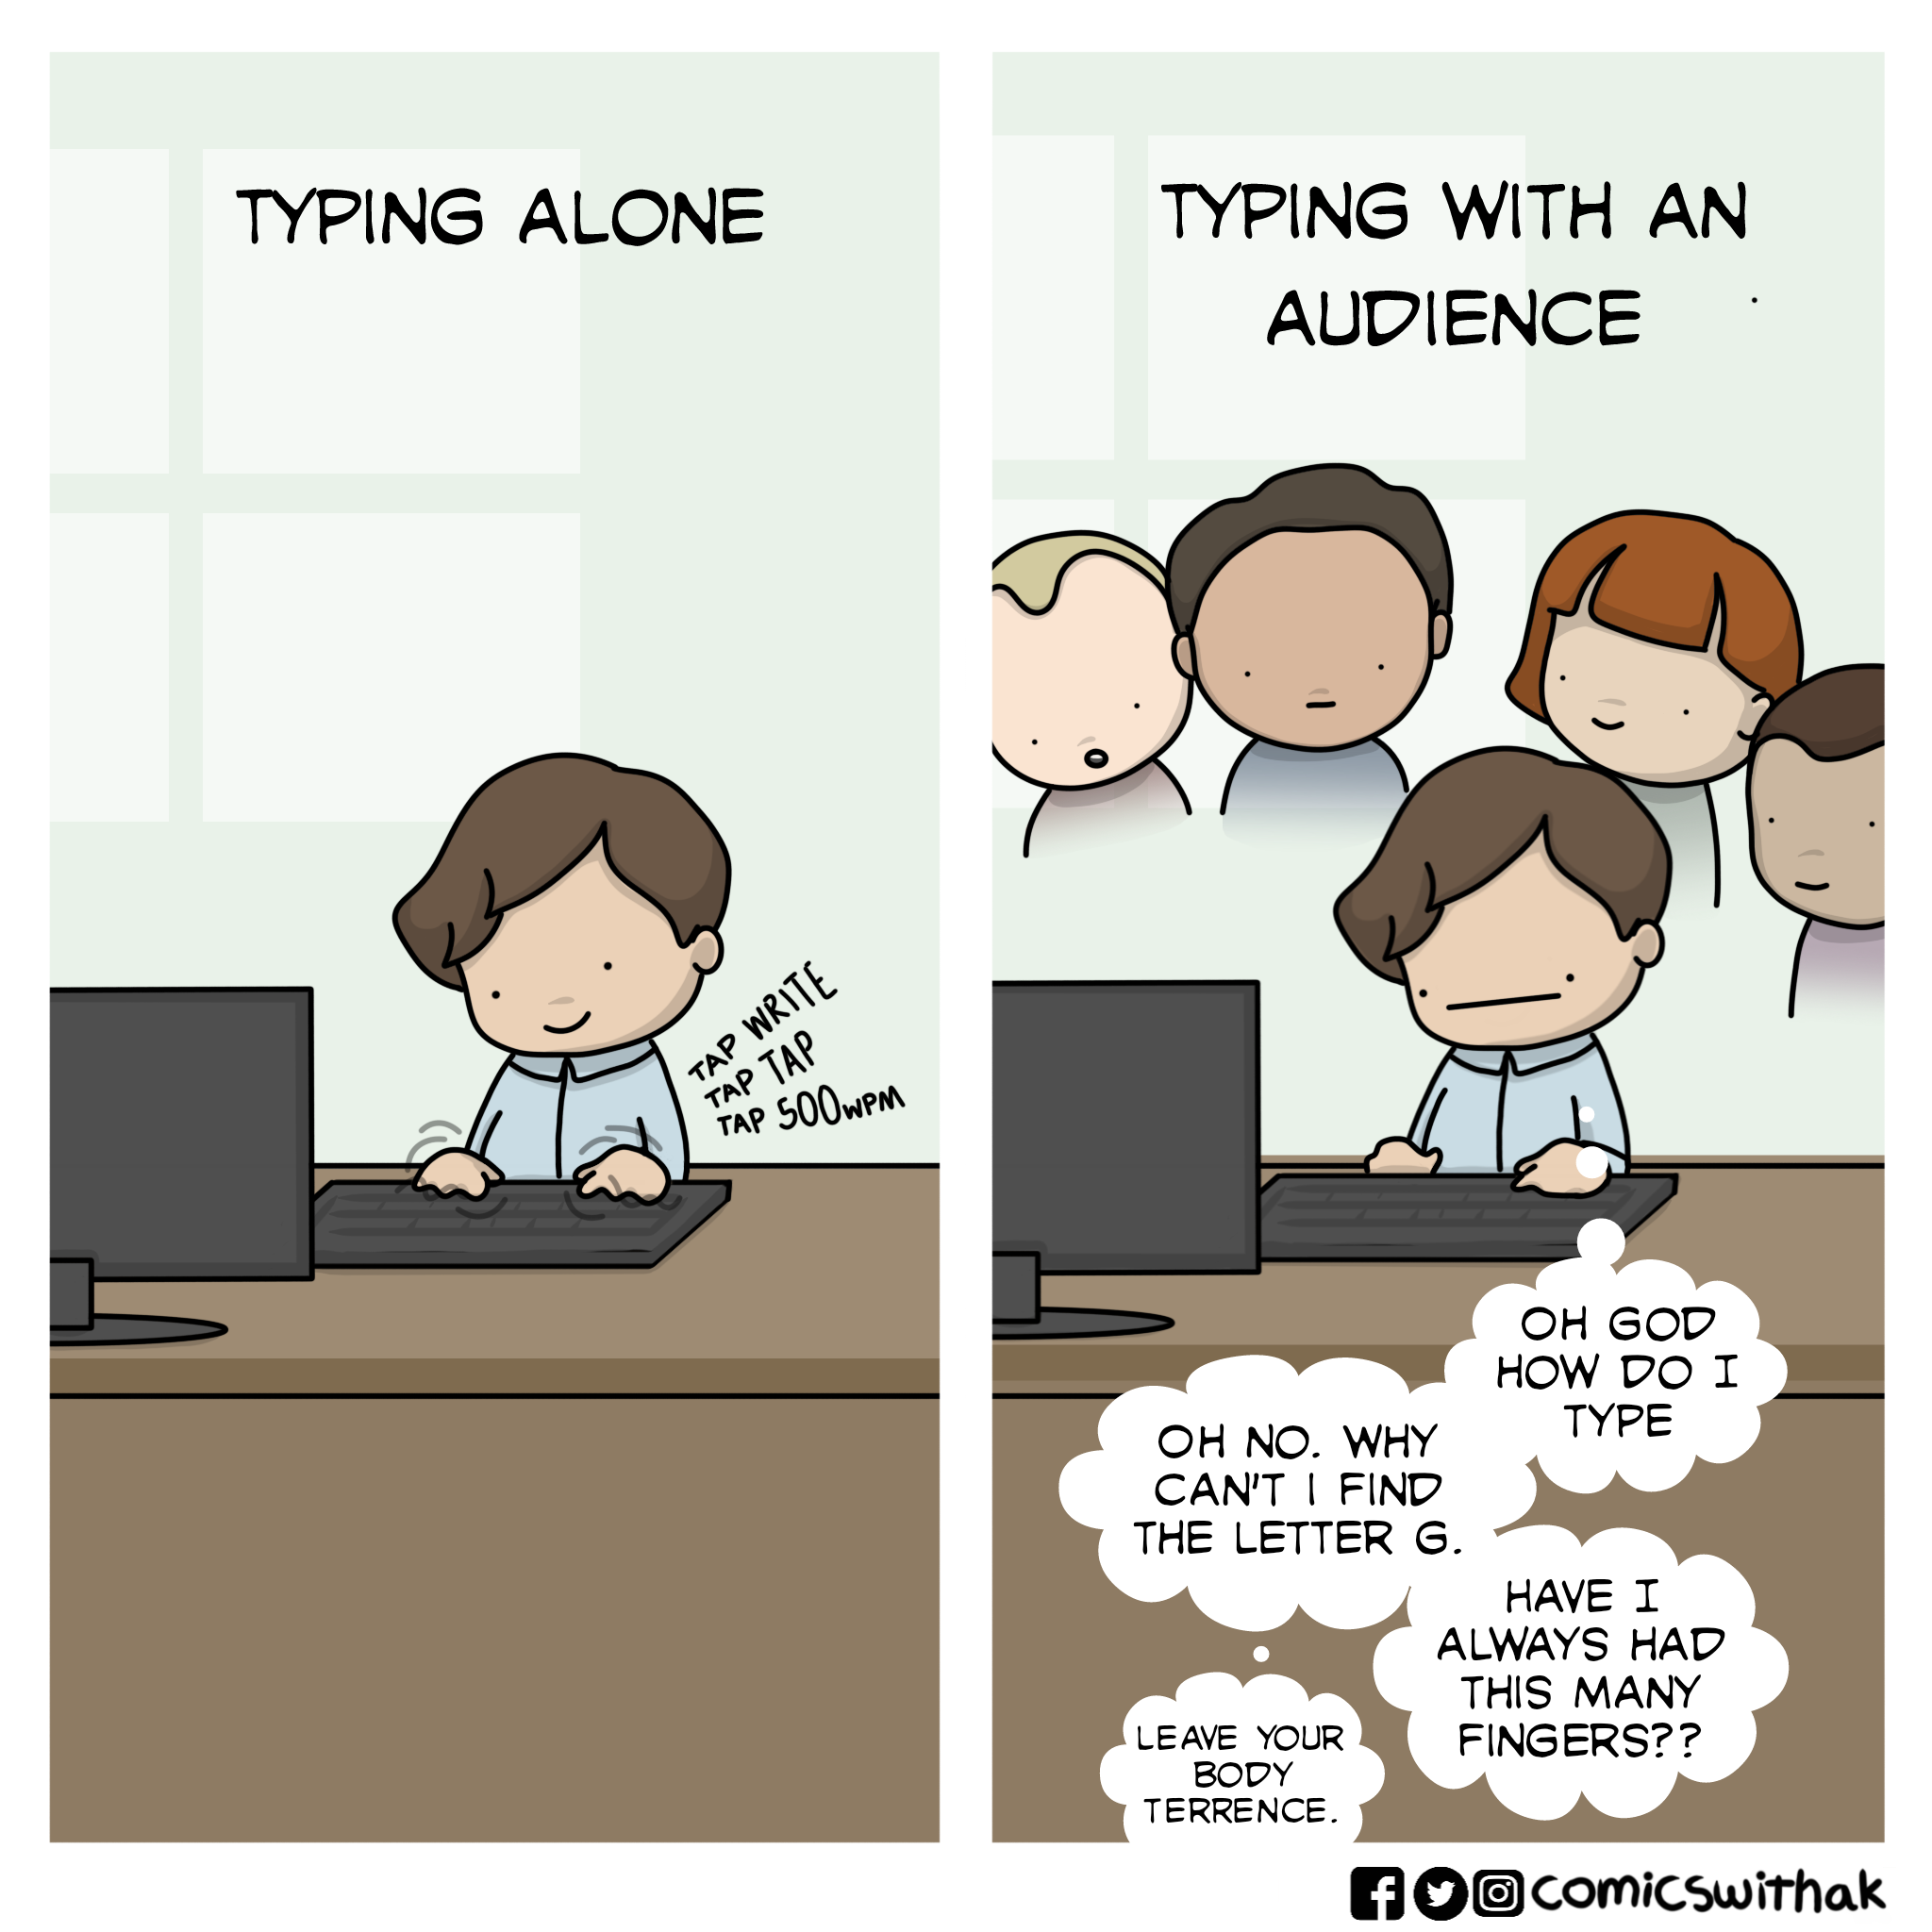 TYPING ALONE
TAP WRITE
TAP TAP
TAP 500WPM
TYPING WITH AN
AUDIENCE
OH GOD
HOW DO I
TYPE
OH NO. WHY
CAN'T I FIND
THE LETTER G.
HAVE I
ALWAYS HAD
THIS MANY
FINGERS??
LEAVE YOUR
BODY
TERRENCE.
comicswithak